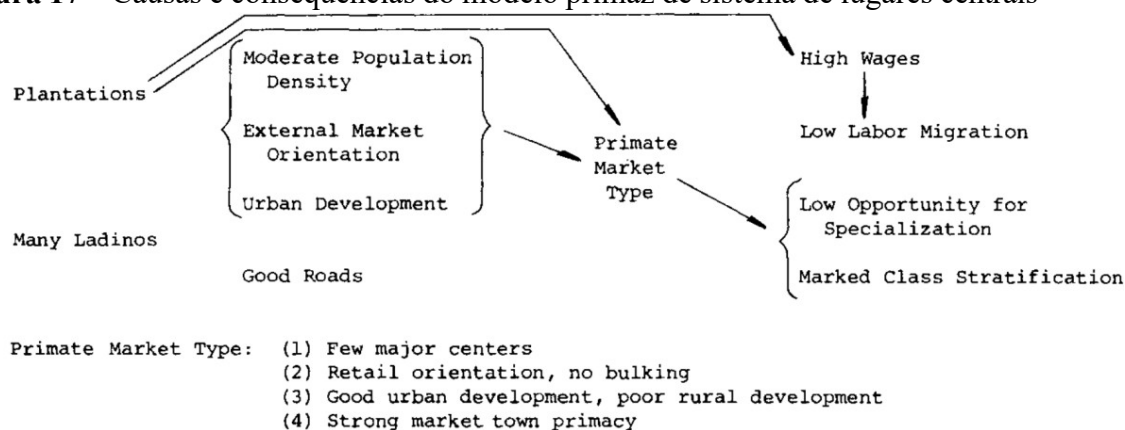 Causas e consequências do modelo primaz de sistema de lugares centrais
Plantations
Many Ladinos
Moderate Population
Density
External Market
Orientation
Urban Development
Good Roads
Primate
Market
Type
High Wages
Low Labor Migration
Low Opportunity for
Specialization
Marked Class Stratification
Primate Market Type: (1) Few major centers
(2) Retail orientation, no bulking
(3) Good urban development, poor rural development
(4) Strong market town primacy